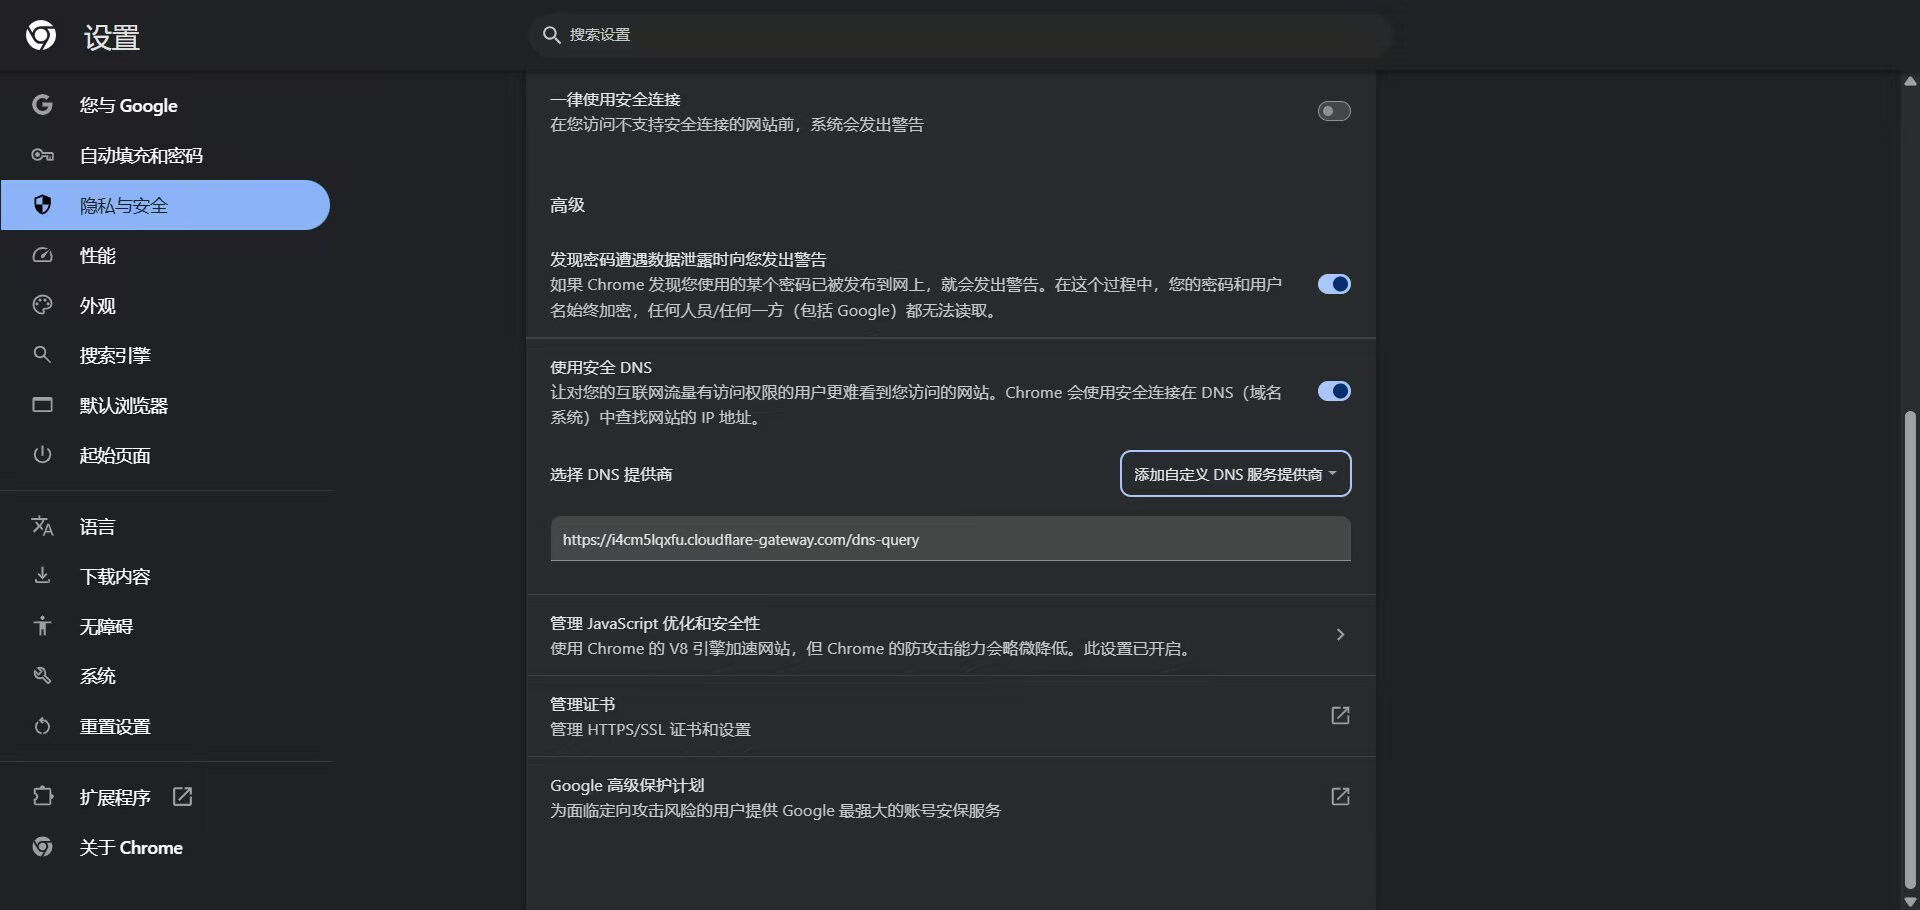 设置
搜索设置
您与 Google
自动填充和密码
隐私与安全
性能
外观
搜索引擎
默认浏览器
起始页面
语言
下载内容
无障碍
系统
重置设置
扩展程序
关于 Chrome
一律使用安全连接
在您访问不支持安全连接的网站前，系统会发出警告
高级
发现密码遭遇数据泄露时向您发出警告
如果 Chrome 发现您使用的某个密码已被发布到网上，就会发出警告。在这个过程中，您的密码和用户
名始终加密，任何人员/任何一方（包括 Google）都无法读取。
使用安全 DNS
让对您的互联网流量有访问权限的用户更难看到您访问的网站。Chrome 会使用安全连接在 DNS（域名
系统）中查找网站的 IP 地址。
选择 DNS 提供商
添加自定义 DNS 服务提供商
https://i4cm5lqxfu.cloudflare-gateway.com/dns-query
管理 JavaScript 优化和安全性
使用 Chrome 的 V8 引擎加速网站，但 Chrome 的防攻击能力会略微降低。此设置已开启。
管理证书
管理 HTTPS/SSL 证书和设置
Google 高级保护计划
为面临定向攻击风险的用户提供 Google 最强大的账号安保服务